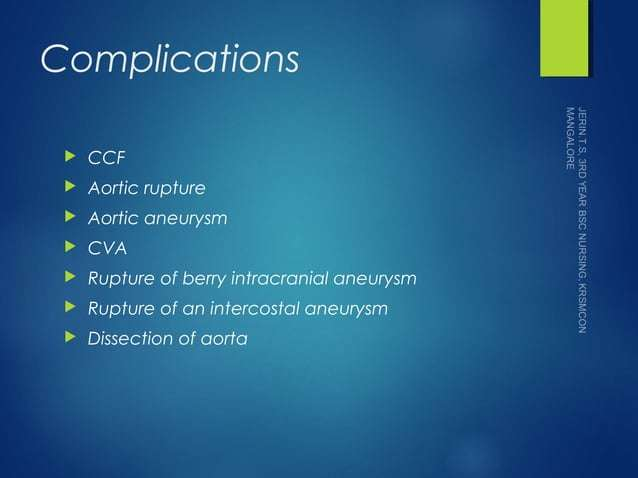 Complications
CCF
Aortic rupture
Aortic aneurysm
CVA
Rupture of berry intracranial aneurysm
Rupture of an intercostal aneurysm
Dissection of aorta
JERIN T.S, 3RD YEAR BSC NURSING, KRSMCON
MANGALORE